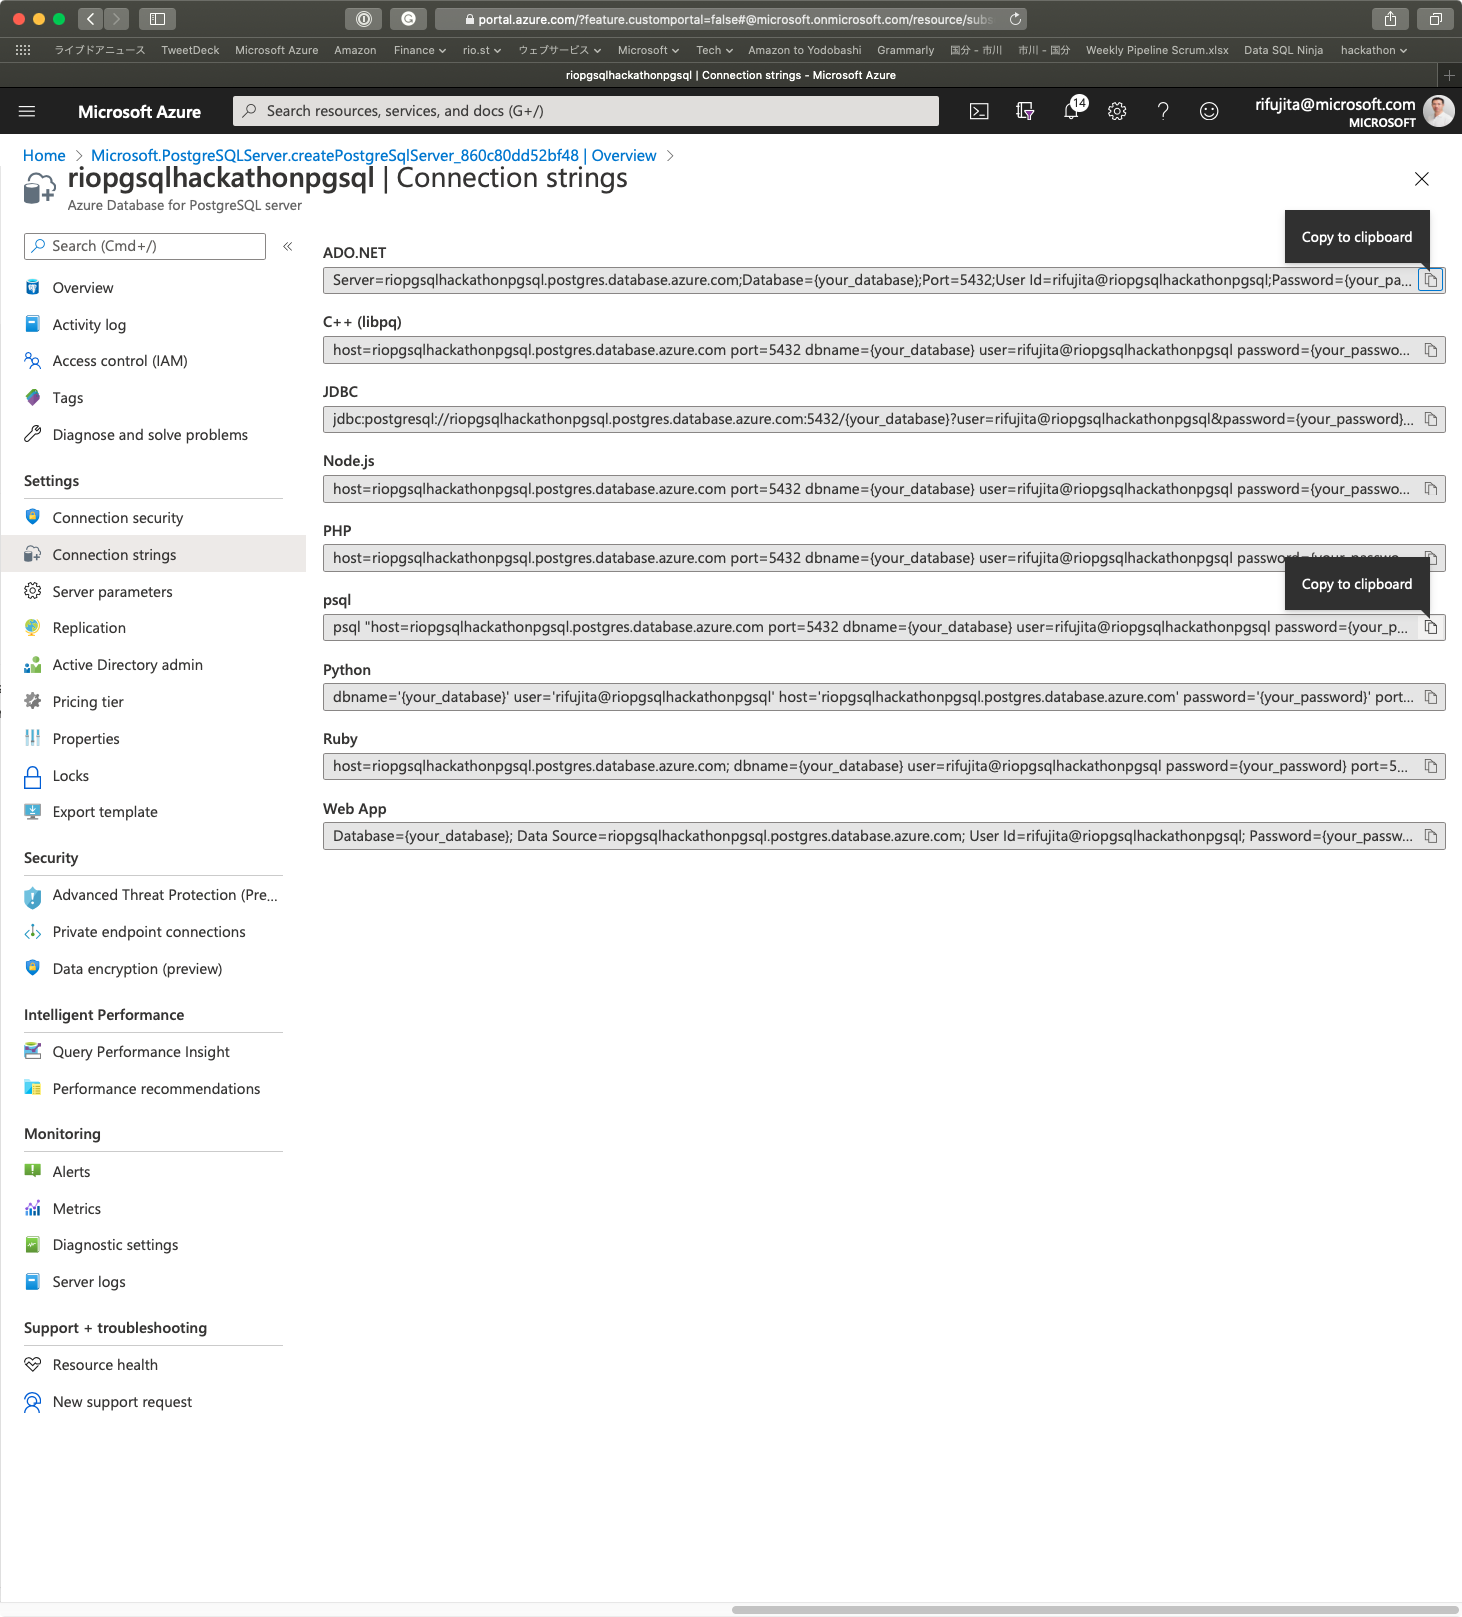 portal.azure.com/?feature.customportal=false#@microsoft.onmicrosoft.com/resource/subs
ライブドアニュース TweetDeck Microsoft Azure Amazon Finance rio.st ウェブサービス Microsoft Tech Amazon to Yodobashi Grammarly 国分 - 市川 市川 - 国分 Weekly Pipeline Scrum.xlsx Data SQL Ninja hackathon
riopgsqlhackathonpgsql | Connection strings - Microsoft Azure
Microsoft Azure
Search resources, services, and docs (G+/)
14
rifujita@microsoft.com
MICROSOFT
Home > Microsoft.PostgreSQLServer.createPostgreSqlServer_860c80dd52bf48 | Overview >
riopgsqlhackathonpgsql | Connection strings
Azure Database for PostgreSQL server
Search (Cmd+/)
«
Overview
Activity log
Access control (IAM)
Tags
Diagnose and solve problems
Settings
Connection security
Connection strings
Server parameters
Replication
Active Directory admin
Pricing tier
Properties
Locks
Export template
Security
Advanced Threat Protection (Pre...
Private endpoint connections
Data encryption (preview)
Intelligent Performance
Query Performance Insight
Performance recommendations
Monitoring
Alerts
Metrics
Diagnostic settings
Server logs
Support + troubleshooting
Resource health
New support request
Copy to clipboard
ADO.NET
Server=riopgsqlhackathonpgsql.postgres.database.azure.com;Database={your_database};Port=5432;User Id=rifujita@riopgsqlhackathonpgsql;Password={your_pa...
C++ (libpq)
host=riopgsqlhackathonpgsql.postgres.database.azure.com port=5432 dbname={your_database} user=rifujita@riopgsqlhackathonpgsql password={your_passwo...
JDBC
jdbc:postgresql://riopgsqlhackathonpgsql.postgres.database.azure.com:5432/{your_database}?user=rifujita@riopgsqlhackathonpgsql&password={your_password}...
Node.js
host=riopgsqlhackathonpgsql.postgres.database.azure.com port=5432 dbname={your_database} user=rifujita@riopgsqlhackathonpgsql password={your_passwo...
PHP
host=riopgsqlhackathonpgsql.postgres.database.azure.com port=5432 dbname={your_database} user=rifujita@riopgsqlhackathonpgsql password={your_passwo...
Copy to clipboard
psql
psql "host=riopgsqlhackathonpgsql.postgres.database.azure.com port=5432 dbname={your_database} user=rifujita@riopgsqlhackathonpgsql password={your_p...
Python
dbname='{your_database}' user='rifujita@riopgsqlhackathonpgsql' host='riopgsqlhackathonpgsql.postgres.database.azure.com' password='{your_password}' port...
Ruby
host=riopgsqlhackathonpgsql.postgres.database.azure.com; dbname={your_database} user=rifujita@riopgsqlhackathonpgsql password={your_password} port=5...
Web App
Database={your_database}; Data Source=riopgsqlhackathonpgsql.postgres.database.azure.com; User Id=rifujita@riopgsqlhackathonpgsql; Password={your_passw...